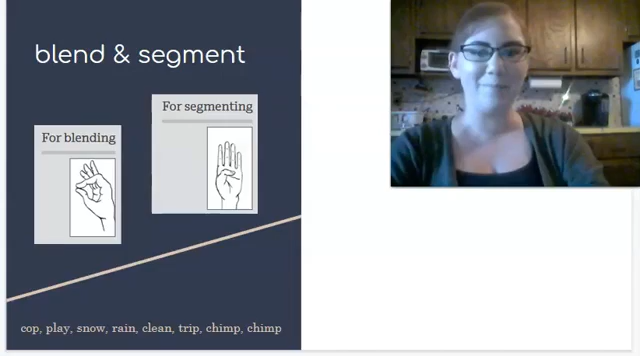 blend & segment
For segmenting
For blending
cop, play, snow, rain, clean, trip, chimp, chimp